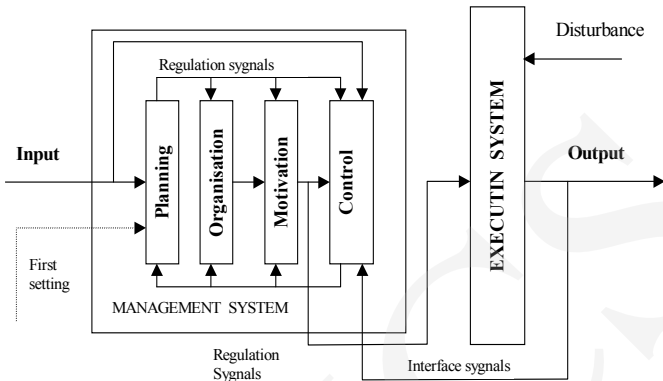 Disturbance
Regulation sygnals
Input
Planning
Organisation
Motivation
Control
EXECUTIN SYSTEM
Output
First
setting
MANAGEMENT SYSTEM
Regulation
Sygnals
Interface sygnals